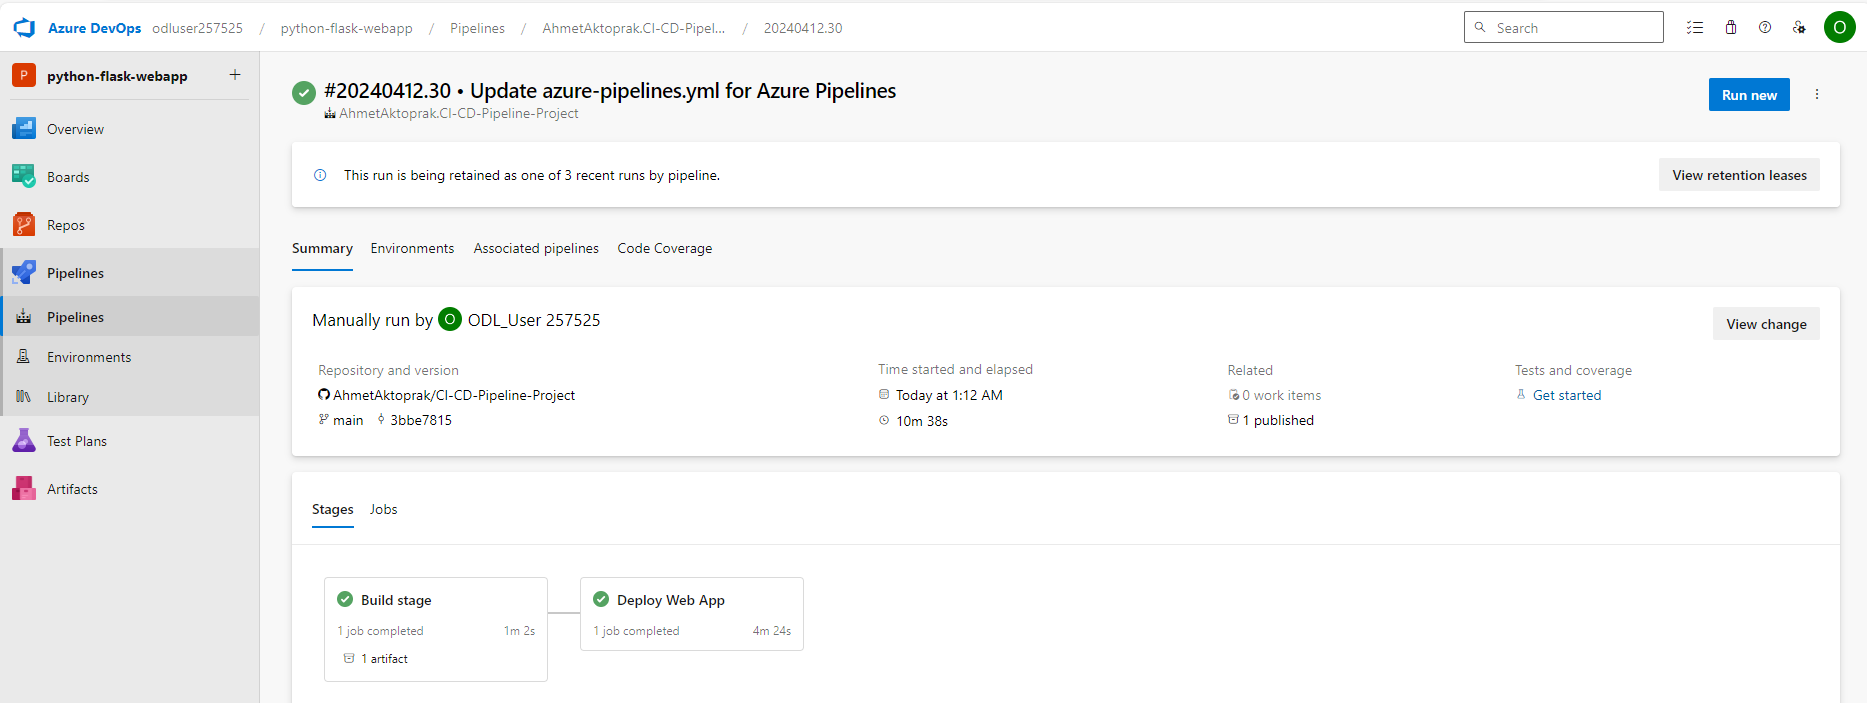 Azure DevOps odluser257525 / python-flask-webapp / Pipelines / AhmetAktoprak.CI-CD-Pipel... / 20240412.30
Search
O
P python-flask-webapp +
Overview
Boards
Repos
Pipelines
Pipelines
Environments
Library
Test Plans
Artifacts
#20240412.30 • Update azure-pipelines.yml for Azure Pipelines
AhmetAktoprak.CI-CD-Pipeline-Project
Run new
This run is being retained as one of 3 recent runs by pipeline.
View retention leases
Summary Environments Associated pipelines Code Coverage
Manually run by O ODL_User 257525
View change
Repository and version
AhmetAktoprak/CI-CD-Pipeline-Project
main 3bbe7815
Time started and elapsed
Today at 1:12 AM
10m 38s
Related
0 work items
1 published
Tests and coverage
Get started
Stages Jobs
Build stage
1 job completed 1m 2s
1 artifact
Deploy Web App
1 job completed 4m 24s